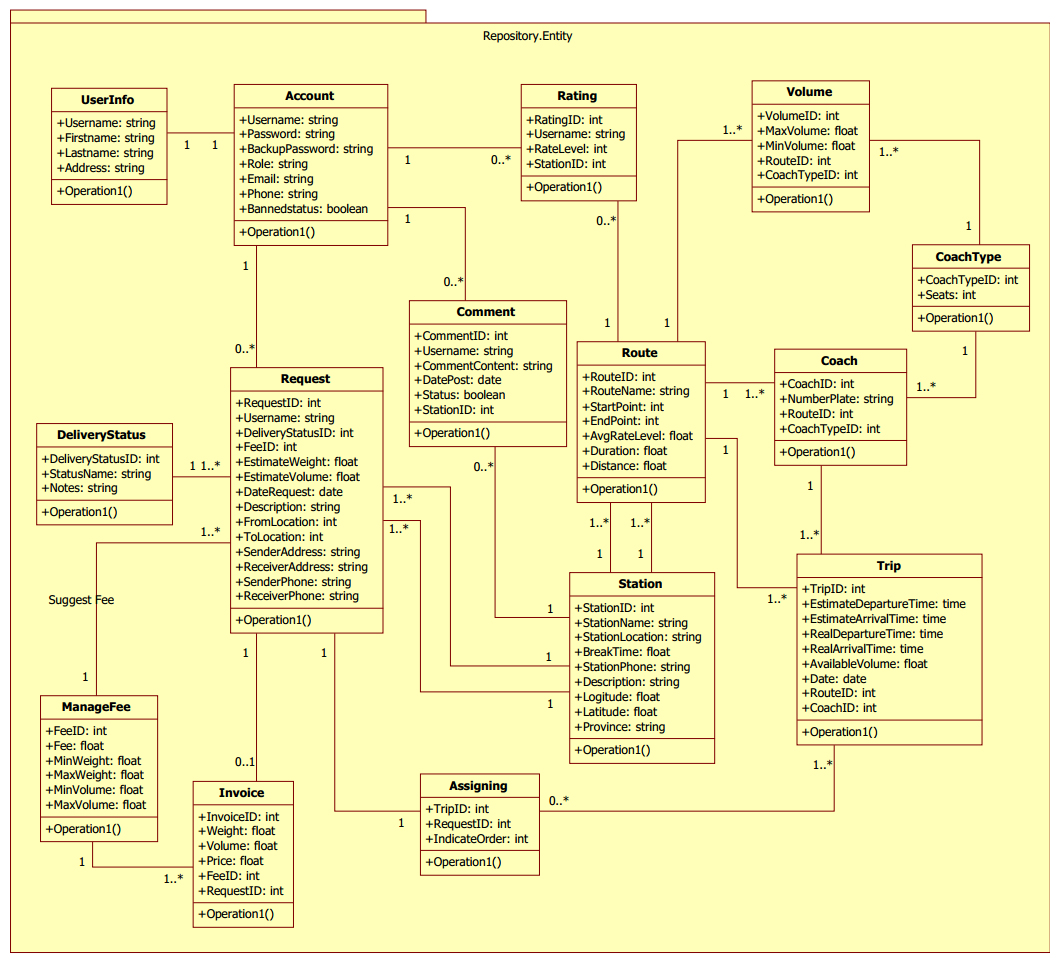 Repository.Entity
UserInfo
+Username: string
+Firstname: string
+Lastname: string
+Address: string
+Operation1()
1
1
Account
+Username: string
+Password: string
+BackupPassword: string
+Role: string
+Email: string
+Phone: string
+Bannedstatus: boolean
+Operation1()
1
0..*
1
0..*
1
0..*
Rating
+RatingID: int
+Username: string
+RateLevel: int
+StationID: int
+Operation1()
0..*
1
Volume
+VolumeID: int
+MaxVolume: float
+MinVolume: float
+RouteID: int
+CoachTypeID: int
+Operation1()
1..*
1
1..*
1
CoachType
+CoachTypeID: int
+Seats: int
+Operation1()
1
1..*
Comment
+CommentID: int
+Username: string
+CommentContent: string
+DatePost: date
+Status: boolean
+StationID: int
+Operation1()
0..*
1
Route
+RouteID: int
+RouteName: string
+StartPoint: int
+EndPoint: int
+AvgRateLevel: float
+Duration: float
+Distance: float
+Operation1()
1
1..*
1
1..*
1..*
1..*
1
1
Coach
+CoachID: int
+NumberPlate: string
+RouteID: int
+CoachTypeID: int
+Operation1()
1
1..*
Request
+RequestID: int
+Username: string
+DeliveryStatusID: int
+FeeID: int
+EstimateWeight: float
+EstimateVolume: float
+DateRequest: date
+Description: string
+FromLocation: int
+ToLocation: int
+SenderAddress: string
+ReceiverAddress: string
+SenderPhone: string
+ReceiverPhone: string
+Operation1()
1..*
1..*
1
1
DeliveryStatus
+DeliveryStatusID: int
+StatusName: string
+Notes: string
+Operation1()
1 1..*
1..*
Suggest Fee
1
Station
+StationID: int
+StationName: string
+StationLocation: string
+BreakTime: float
+StationPhone: string
+Description: string
+Logitude: float
+Latitude: float
+Province: string
+Operation1()
Trip
+TripID: int
+EstimateDepartureTime: time
+EstimateArrivalTime: time
+RealDepartureTime: time
+RealArrivalTime: time
+AvailableVolume: float
+Date: date
+RouteID: int
+CoachID: int
+Operation1()
1..*
ManageFee
+FeeID: int
+Fee: float
+MinWeight: float
+MaxWeight: float
+MinVolume: float
+MaxVolume: float
+Operation1()
1
1..*
1
0..1
Invoice
+InvoiceID: int
+Weight: float
+Volume: float
+Price: float
+FeeID: int
+RequestID: int
+Operation1()
1
1
Assigning
+TripID: int
+RequestID: int
+IndicateOrder: int
+Operation1()
0..*